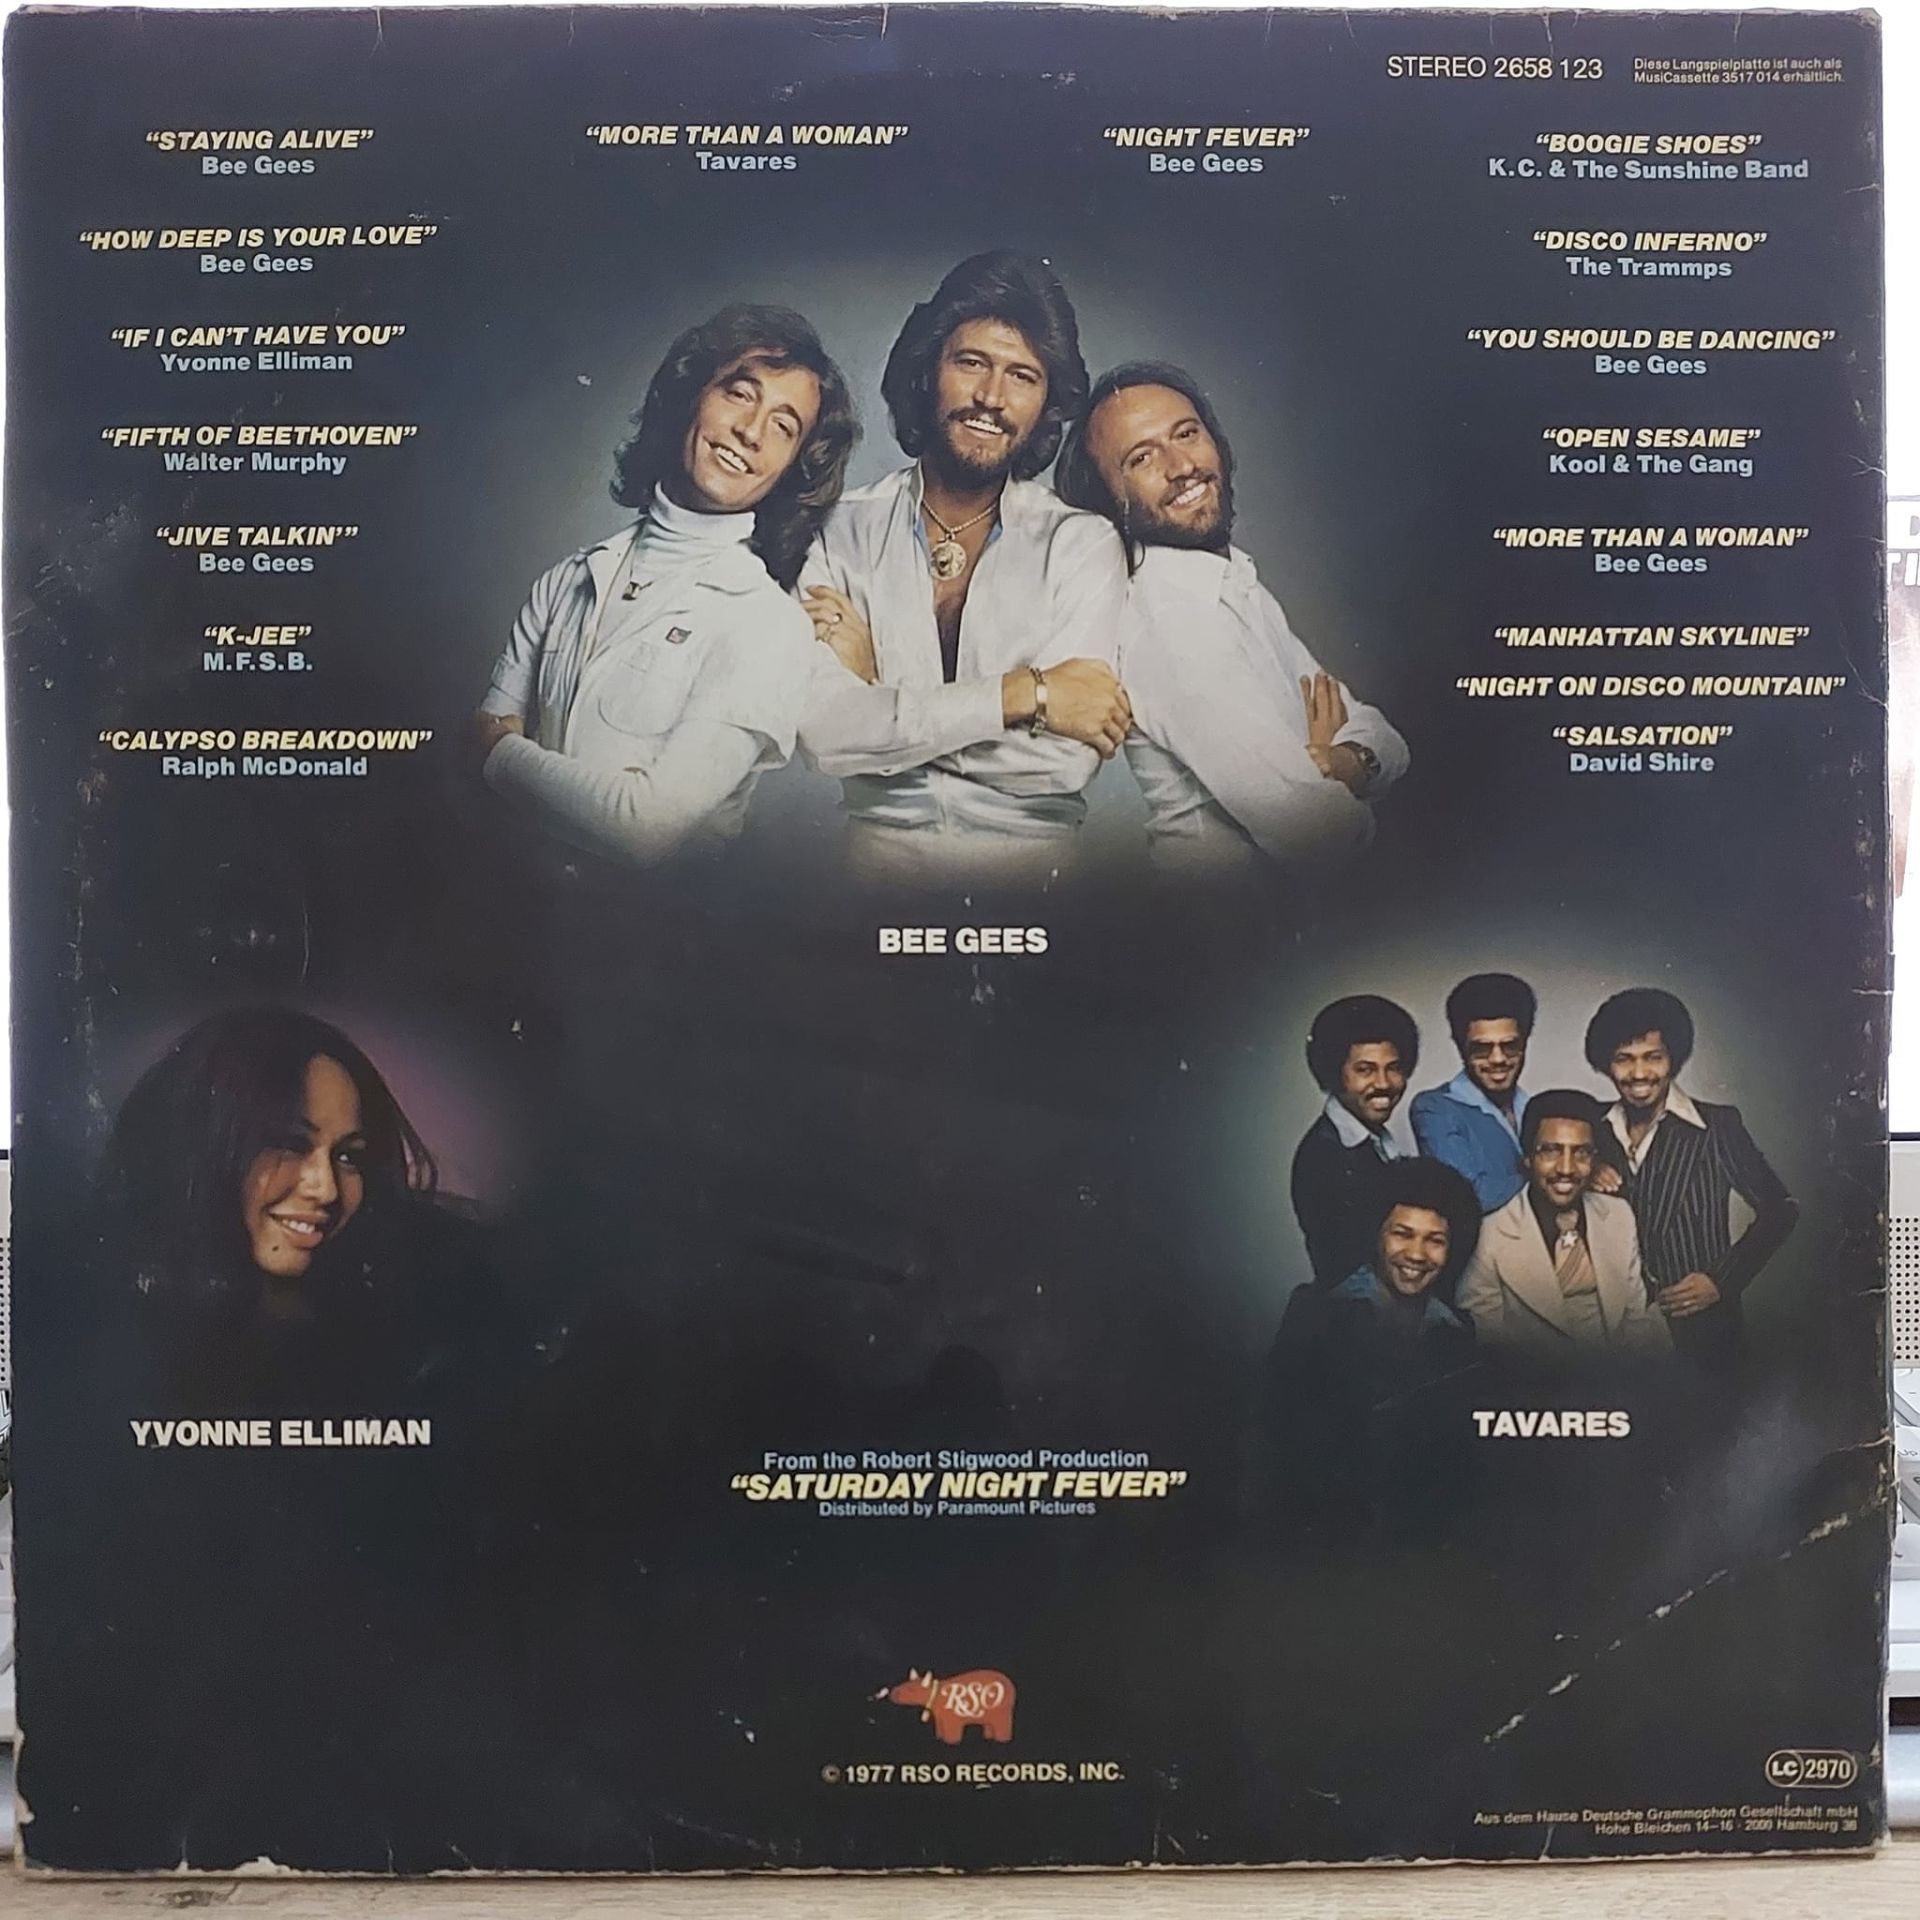 STEREO 2658 123
Diese Langspielplatte ist auch als
MusiCassette 3517 014 erhältlich.
“STAYING ALIVE”
Bee Gees
“HOW DEEP IS YOUR LOVE”
Bee Gees
“IF I CAN’T HAVE YOU”
Yvonne Elliman
“FIFTH OF BEETHOVEN”
Walter Murphy
“JIVE TALKIN’”
Bee Gees
“K-JEE”
M.F.S.B.
“CALYPSO BREAKDOWN”
Ralph McDonald
“MORE THAN A WOMAN”
Tavares
“NIGHT FEVER”
Bee Gees
“BOOGIE SHOES”
K.C. & The Sunshine Band
“DISCO INFERNO”
The Trammps
“YOU SHOULD BE DANCING”
Bee Gees
“OPEN SESAME”
Kool & The Gang
“MORE THAN A WOMAN”
Bee Gees
“MANHATTAN SKYLINE”
“NIGHT ON DISCO MOUNTAIN”
“SALSATION”
David Shire
BEE GEES
YVONNE ELLIMAN
TAVARES
From the Robert Stigwood Production
“SATURDAY NIGHT FEVER”
Distributed by Paramount Pictures
RSO
© 1977 RSO RECORDS, INC.
LC 2970
Aus dem Hause Deutsche Grammophon Gesellschaft mbH
Hohe Bleichen 14–16 · 2000 Hamburg 36